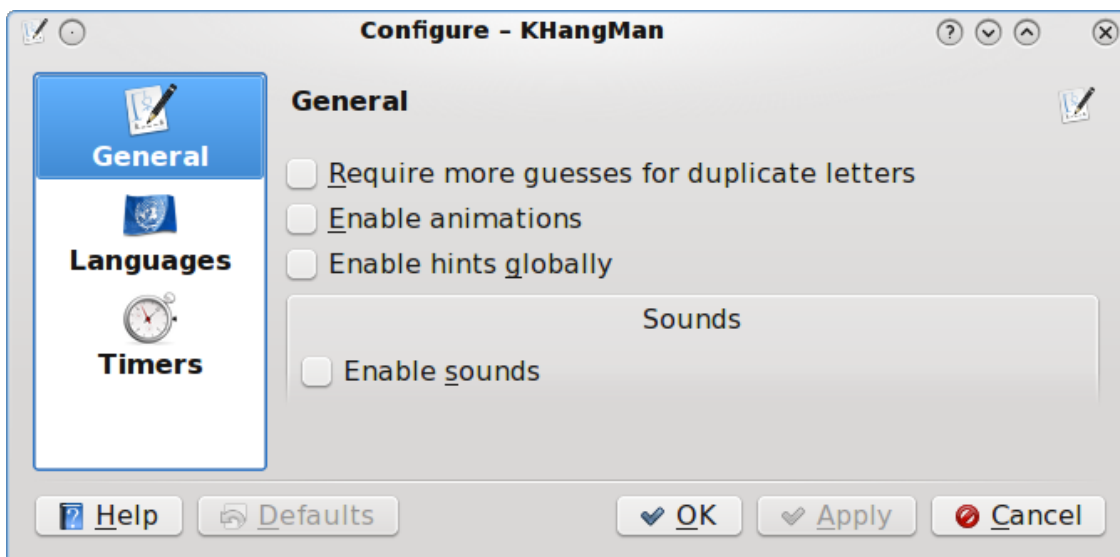 Configure – KHangMan
General
Languages
Timers
General
Require more guesses for duplicate letters
Enable animations
Enable hints globally
Sounds
Enable sounds
Help
Defaults
OK
Apply
Cancel